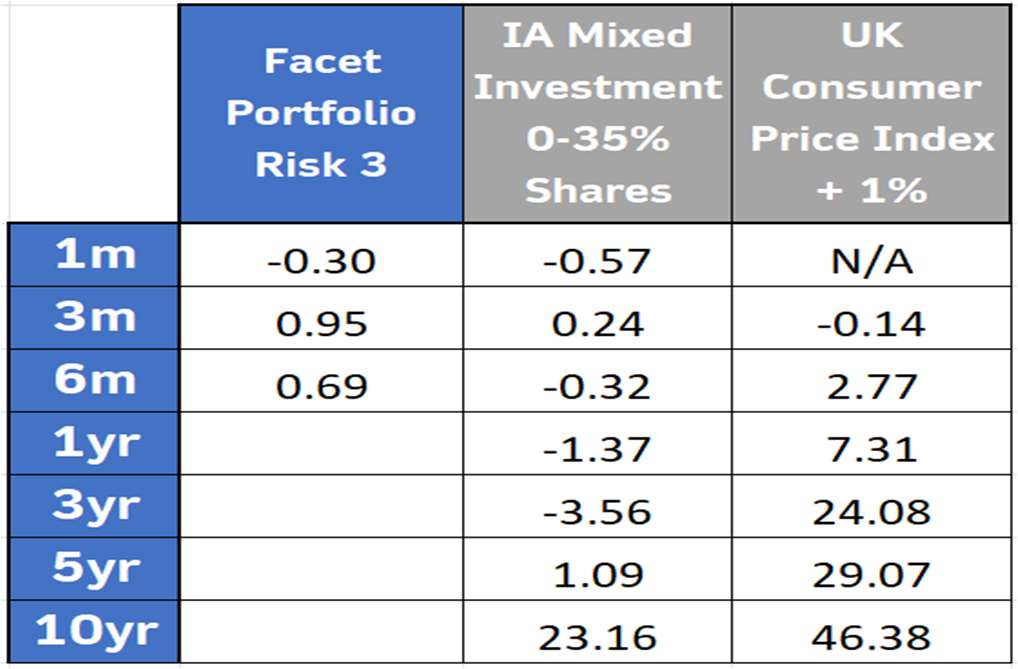 Facet
Portfolio
Risk 3
IA Mixed
Investment
0-35%
Shares
UK
Consumer
Price Index
+ 1%
1m -0.30 -0.57 N/A
3m 0.95 0.24 -0.14
6m 0.69 -0.32 2.77
1yr -1.37 7.31
3yr -3.56 24.08
5yr 1.09 29.07
10yr 23.16 46.38